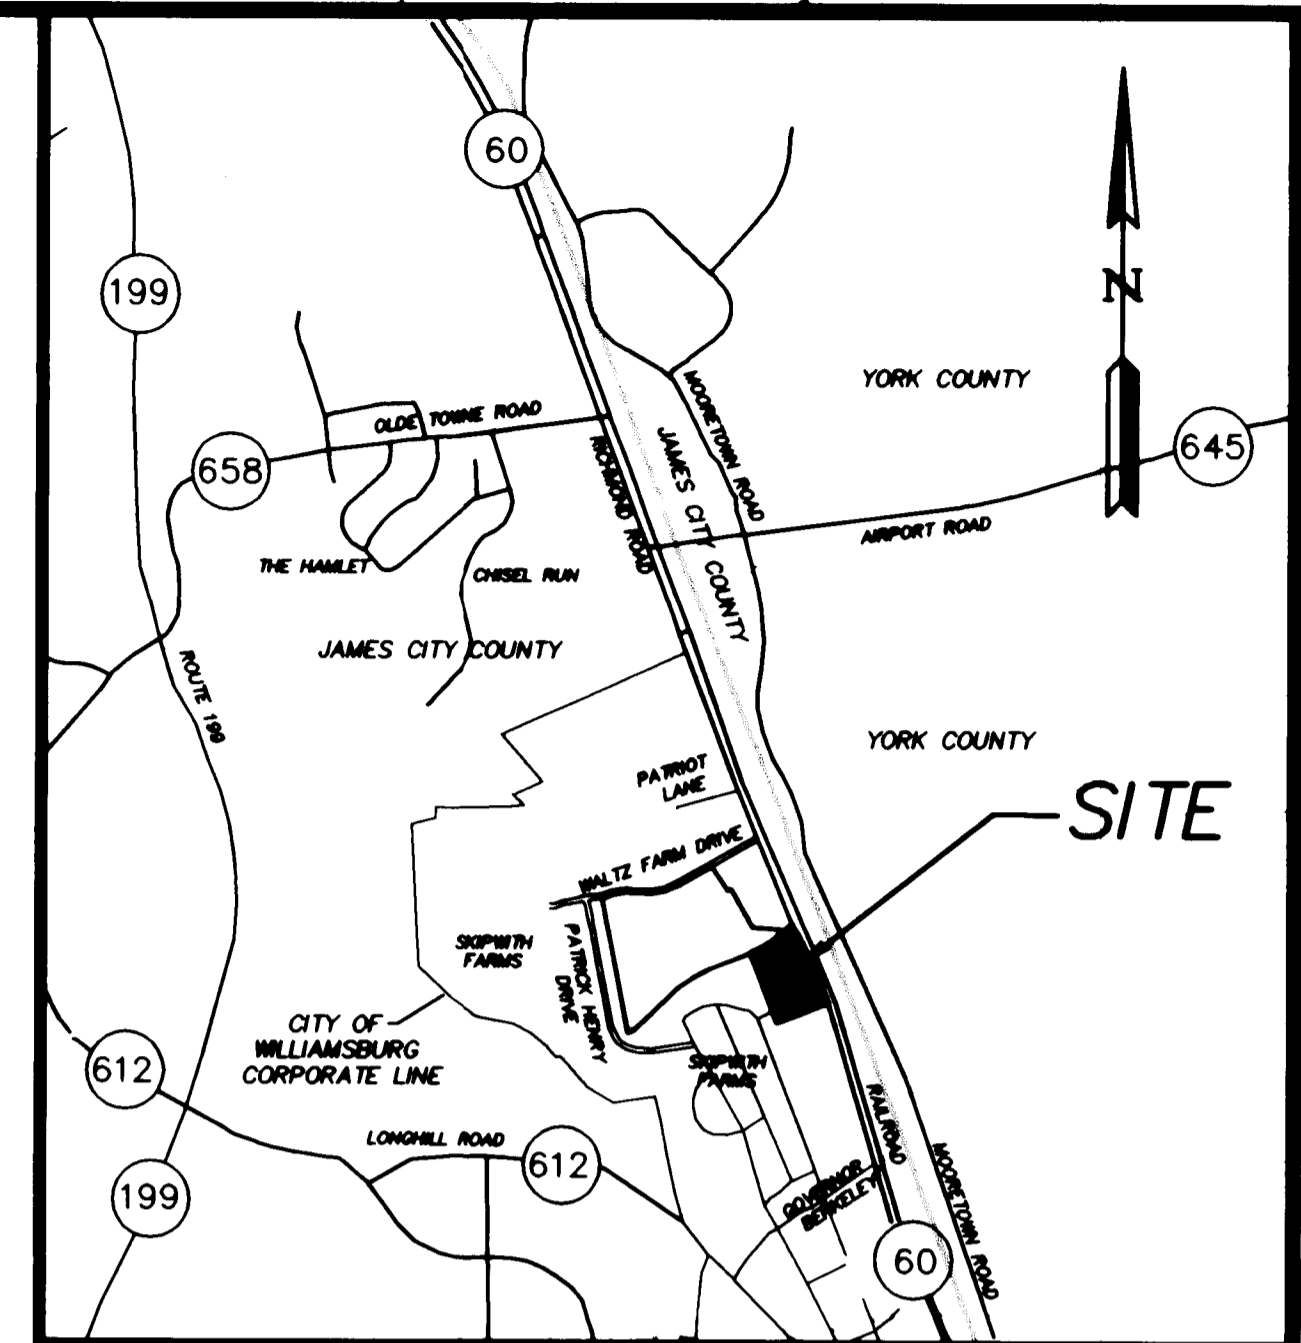 60
199
N
YORK COUNTY
OLDE TOWNE ROAD
MOORETOWN ROAD
645
658
RICHMOND ROAD
JAMES CITY COUNTY
AIRPORT ROAD
THE HAMLET
CHISEL RUN
JAMES CITY COUNTY
ROUTE 199
YORK COUNTY
PATRIOT
LANE
SITE
WALTZ FARM DRIVE
SKIPWITH
FARMS
PATRICK HENRY
DRIVE
CITY OF
WILLIAMSBURG
CORPORATE LINE
612
SKIPWITH
FARMS
RAILROAD
LONGHILL ROAD
612
199
GOVERNOR
BERKELEY
MOORETOWN ROAD
60